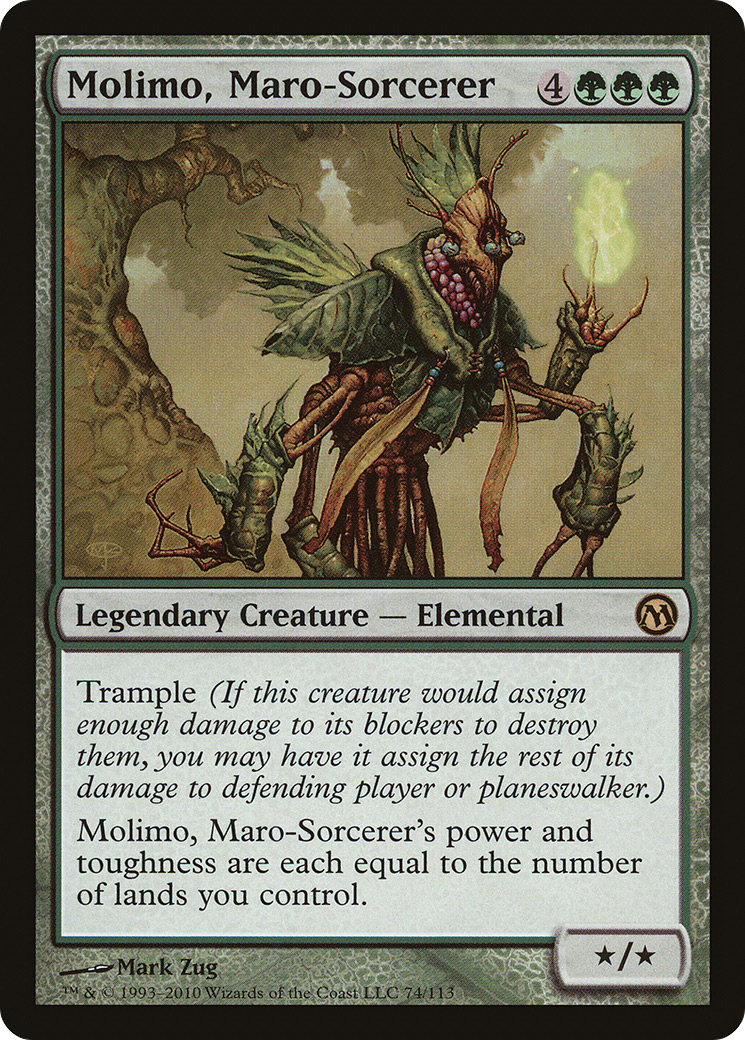 Molimo, Maro-Sorcerer 4
Legendary Creature — Elemental
Trample (If this creature would assign
enough damage to its blockers to destroy
them, you may have it assign the rest of its
damage to defending player or planeswalker.)
Molimo, Maro-Sorcerer's power and
toughness are each equal to the number
of lands you control.
★/★
Mark Zug
™ & © 1993–2010 Wizards of the Coast LLC 74/113